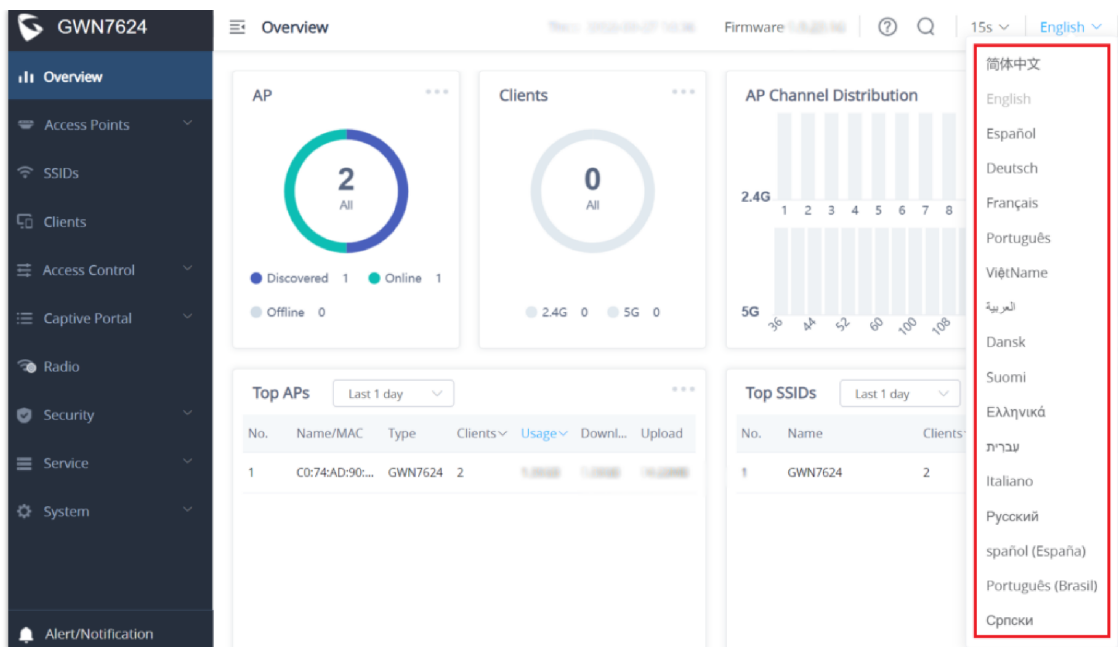 GWN7624
Overview
Firmware
15s
English
Overview
Access Points
SSIDs
Clients
Access Control
Captive Portal
Radio
Security
Service
System
Alert/Notification
AP
2
All
Discovered 1 Online 1
Offline 0
Clients
0
All
2.4G 0 5G 0
AP Channel Distribution
2.4G
1 2 3 4 5 6 7 8
5G
36 44 52 60 100 108
Top APs Last 1 day
No. Name/MAC Type Clients Usage Downl... Upload
1 C0:74:AD:90:... GWN7624 2
Top SSIDs Last 1 day
No. Name Clients
1 GWN7624 2
简体中文
English
Español
Deutsch
Français
Português
ViệtName
العربية
Dansk
Suomi
Ελληνικά
עברית
Italiano
Русский
spañol (España)
Português (Brasil)
Српски